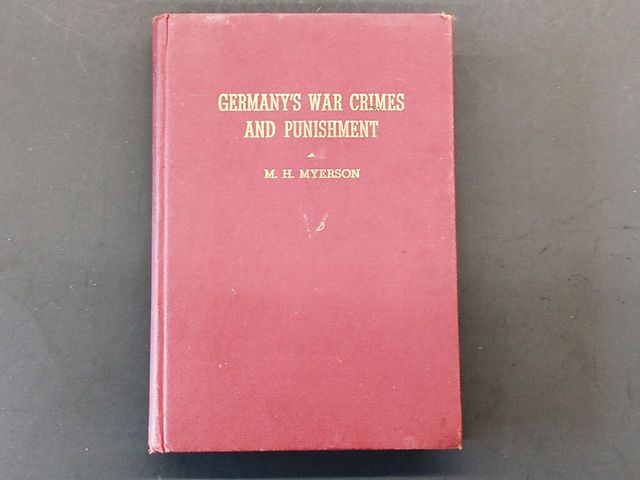 GERMANY'S WAR CRIMES
AND PUNISHMENT
M. H. MYERSON